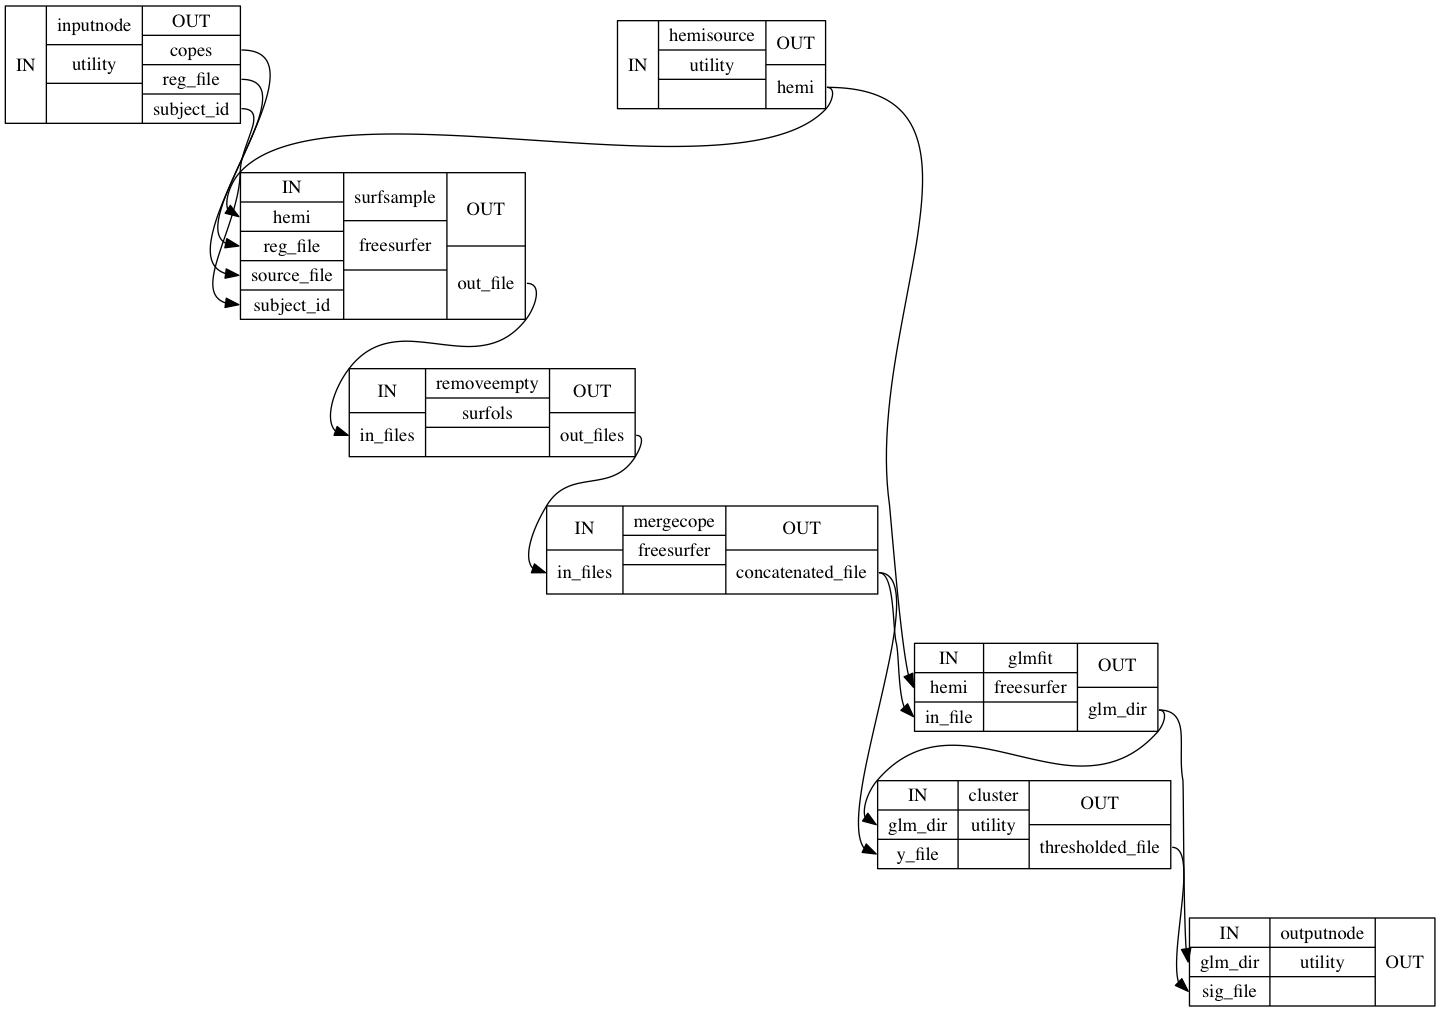 IN
inputnode
utility
OUT
copes
reg_file
subject_id
IN
hemisource
utility
OUT
hemi
IN
hemi
reg_file
source_file
subject_id
surfsample
freesurfer
OUT
out_file
IN
in_files
removeempty
surfols
OUT
out_files
IN
in_files
mergecope
freesurfer
OUT
concatenated_file
IN
hemi
in_file
glmfit
freesurfer
OUT
glm_dir
IN
glm_dir
y_file
cluster
utility
OUT
thresholded_file
IN
glm_dir
sig_file
outputnode
utility
OUT